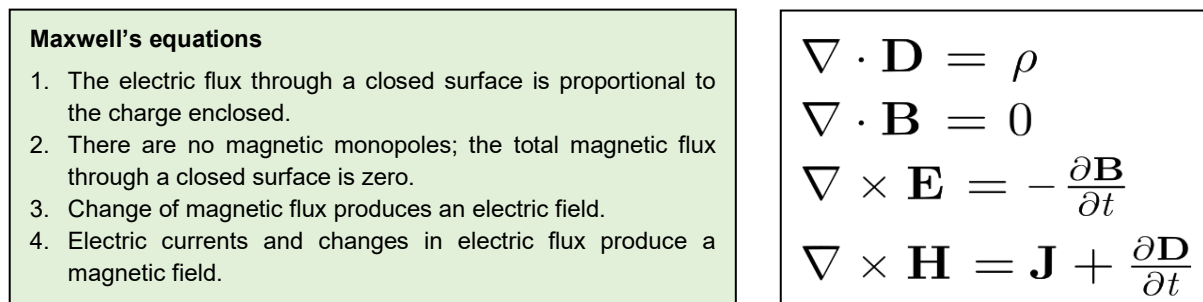 Maxwell's equations
1. The electric flux through a closed surface is proportional to
the charge enclosed.
2. There are no magnetic monopoles; the total magnetic flux
through a closed surface is zero.
3. Change of magnetic flux produces an electric field.
4. Electric currents and changes in electric flux produce a
magnetic field.
∇ · D = ρ
∇ · B = 0
∇ × E = − ∂B/∂t
∇ × H = J + ∂D/∂t